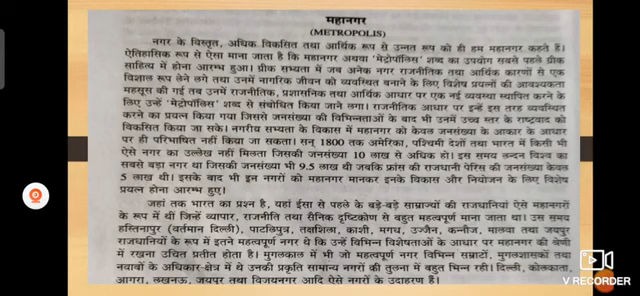 महानगर
(METROPOLIS)
नगर के विस्तृत, अधिक विकसित तथा आर्थिक रूप से उन्नत रूप को ही हम महानगर कहते हैं।
ऐतिहासिक रूप से ऐसा माना जाता है कि महानगर अथवा 'मेट्रोपॉलिस' शब्द का उपयोग सबसे पहले ग्रीक
साहित्य में होना आरम्भ हुआ। ग्रीक सभ्यता में जब अनेक नगर राजनीतिक तथा आर्थिक कारणों से एक
विशाल रूप लेने लगे तथा उनमें नागरिक जीवन को व्यवस्थित बनाने के लिए विशेष प्रयत्नों की आवश्यकता
महसूस की गई तब उनमें राजनीतिक, प्रशासनिक तथा आर्थिक आधार पर एक नई व्यवस्था स्थापित करने के
लिए उन्हें 'मेट्रोपॉलिस' शब्द से संबोधित किया जाने लगा। राजनीतिक आधार पर इन्हें इस तरह व्यवस्थित
करने का प्रयत्न किया गया जिससे जनसंख्या की विभिन्नताओं के बाद भी उनमें उच्च स्तर के राष्ट्रवाद को
विकसित किया जा सके। नगरीय सभ्यता के विकास में महानगर को केवल जनसंख्या के आकार के आधार
पर ही परिभाषित नहीं किया जा सकता। सन् 1800 तक अमेरिका, पश्चिमी देशों तथा भारत में किसी भी
ऐसे नगर का उल्लेख नहीं मिलता जिसकी जनसंख्या 10 लाख से अधिक हो। इस समय लन्दन विश्व का
सबसे बड़ा नगर था जिसकी जनसंख्या भी 9.5 लाख थी जबकि फ्रांस की राजधानी पेरिस की जनसंख्या केवल
5 लाख थी। इसके बाद भी इन नगरों को महानगर मानकर इनके विकास और नियोजन के लिए विशेष
प्रयत्न होना आरम्भ हुए।
जहां तक भारत का प्रश्न है, यहां ईसा से पहले के बड़े-बड़े साम्राज्यों की राजधानियां ऐसे महानगरों
के रूप में थीं जिन्हें व्यापार, राजनीति तथा सैनिक दृष्टिकोण से बहुत महत्वपूर्ण माना जाता था। उस समय
हस्तिनापुर (वर्तमान दिल्ली), पाटलिपुत्र, तक्षशिला, काशी, मगध, उज्जैन, कन्नौज, मालवा तथा जयपुर
राजधानियों के रूप में इतने महत्वपूर्ण नगर थे कि उन्हें विभिन्न विशेषताओं के आधार पर महानगर की श्रेणी
में रखना उचित प्रतीत होता है। मुगलकाल में भी जो महत्वपूर्ण नगर विभिन्न सम्राटों, मुगलशासकों तथा
नवाबों के अधिकार-क्षेत्र में थे उनकी प्रकृति सामान्य नगरों की तुलना में बहुत भिन्न रही। दिल्ली, कोलकाता,
आगरा, लखनऊ, जयपुर तथा विजयनगर आदि ऐसे नगरों के उदाहरण हैं।
V RECORDER